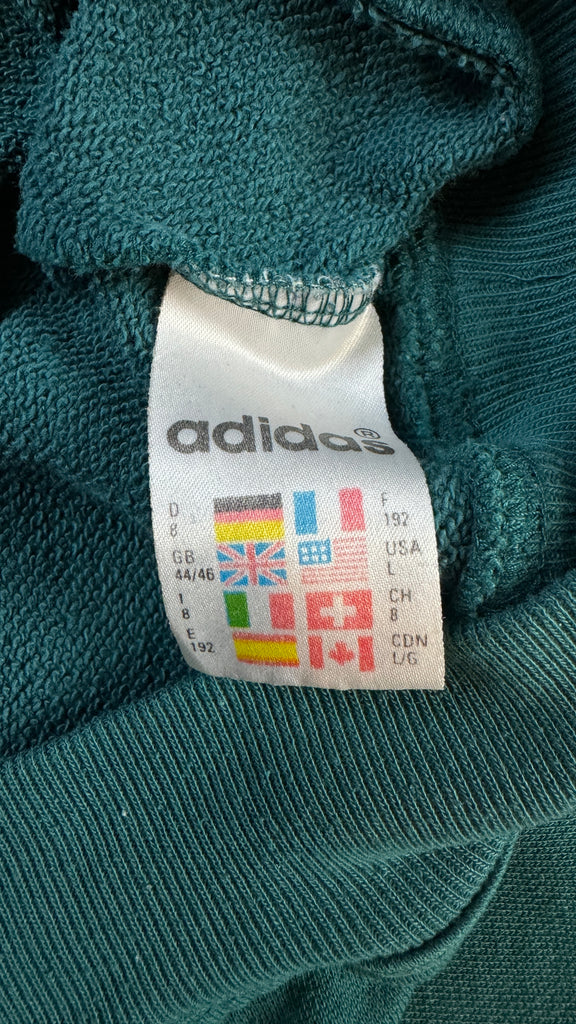 adidas®
D F
8 192
GB USA
44/46 L
I CH
8 8
E CDN
192 L/G